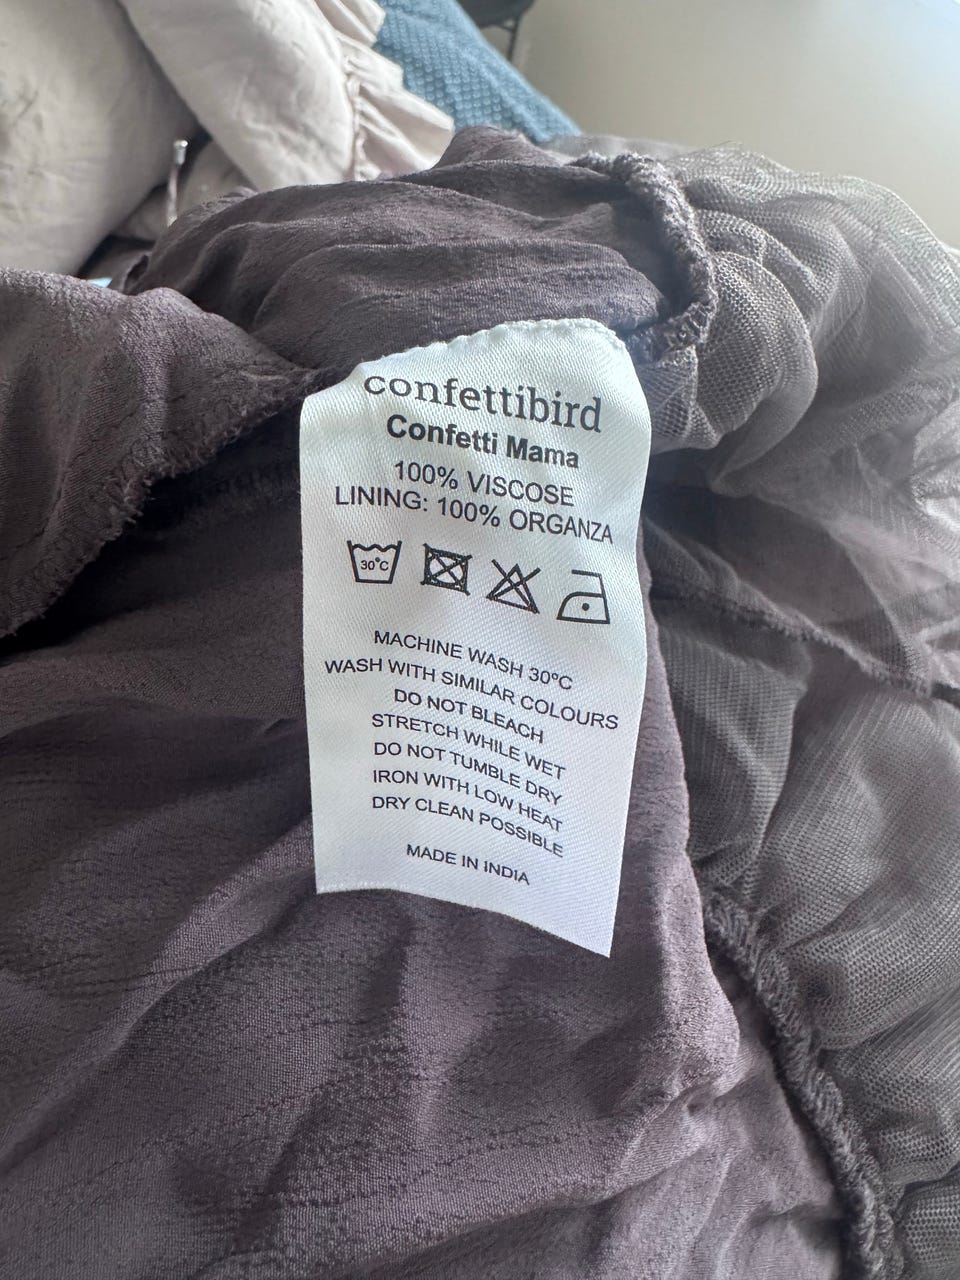 confettibird
Confetti Mama
100% VISCOSE
LINING: 100% ORGANZA
30°C
MACHINE WASH 30ºC
WASH WITH SIMILAR COLOURS
DO NOT BLEACH
STRETCH WHILE WET
DO NOT TUMBLE DRY
IRON WITH LOW HEAT
DRY CLEAN POSSIBLE
MADE IN INDIA